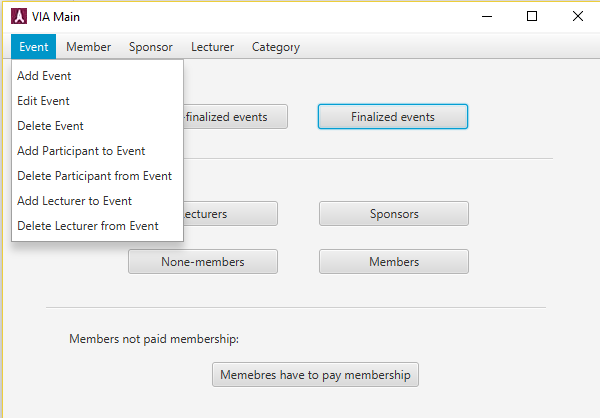 VIA Main
Event Member Sponsor Lecturer Category
Add Event
Edit Event
Delete Event
Add Participant to Event
Delete Participant from Event
Add Lecturer to Event
Delete Lecturer from Event
-finalized events Finalized events
ecturers Sponsors
None-members Members
Members not paid membership:
Memebres have to pay membership